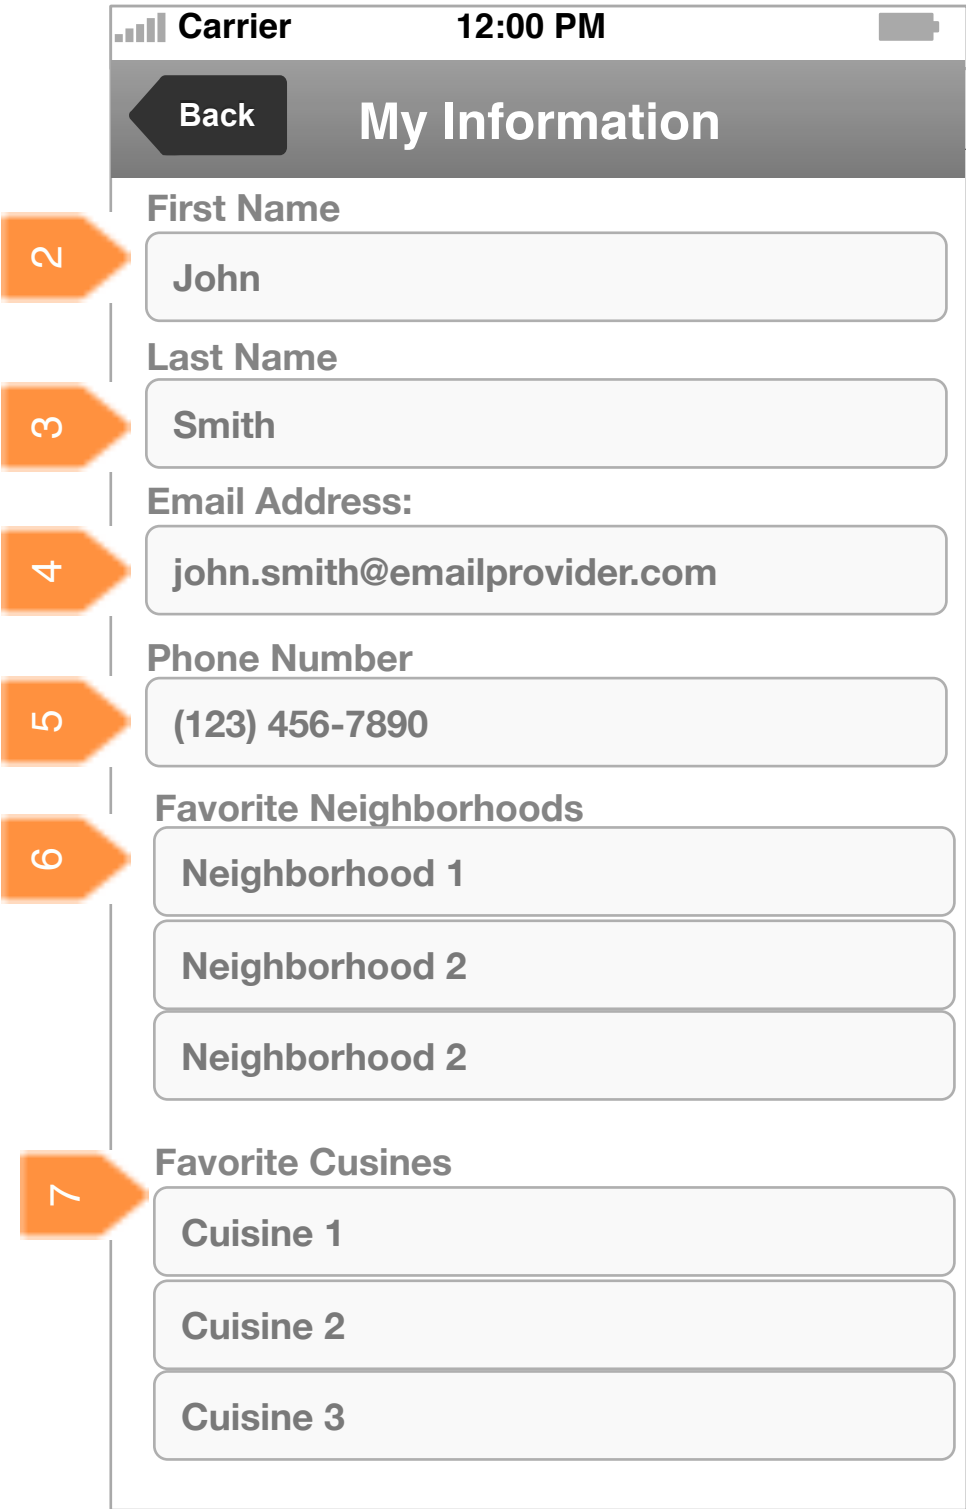 Carrier 12:00 PM
Back My Information
First Name
2
John
Last Name
3
Smith
Email Address:
4
john.smith@emailprovider.com
Phone Number
5
(123) 456-7890
Favorite Neighborhoods
6
Neighborhood 1
Neighborhood 2
Neighborhood 2
Favorite Cusines
7
Cuisine 1
Cuisine 2
Cuisine 3